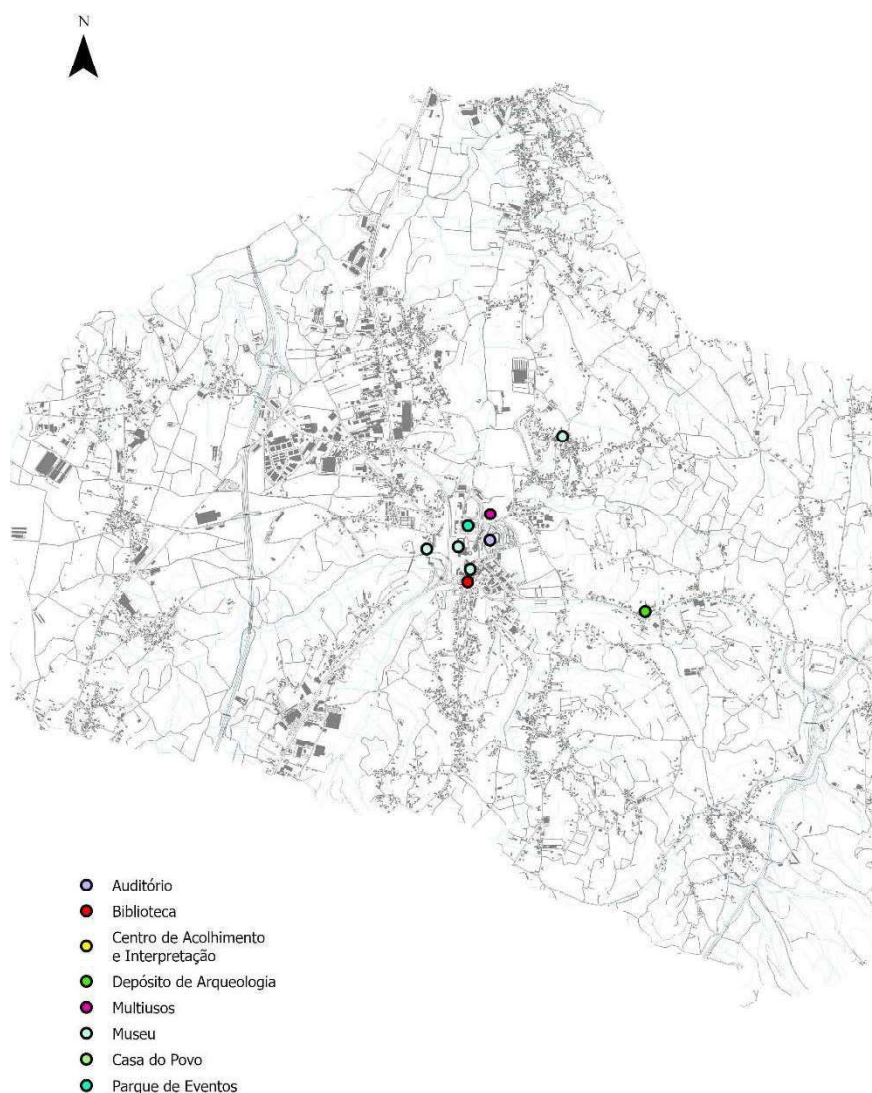 N
Auditório
Biblioteca
Centro de Acolhimento
e Interpretação
Depósito de Arqueologia
Multiusos
Museu
Casa do Povo
Parque de Eventos